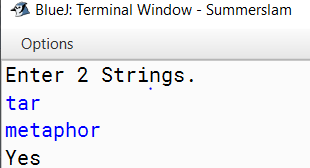 BlueJ: Terminal Window - Summerslam
Options
Enter 2 Strings.
tar
metaphor
Yes